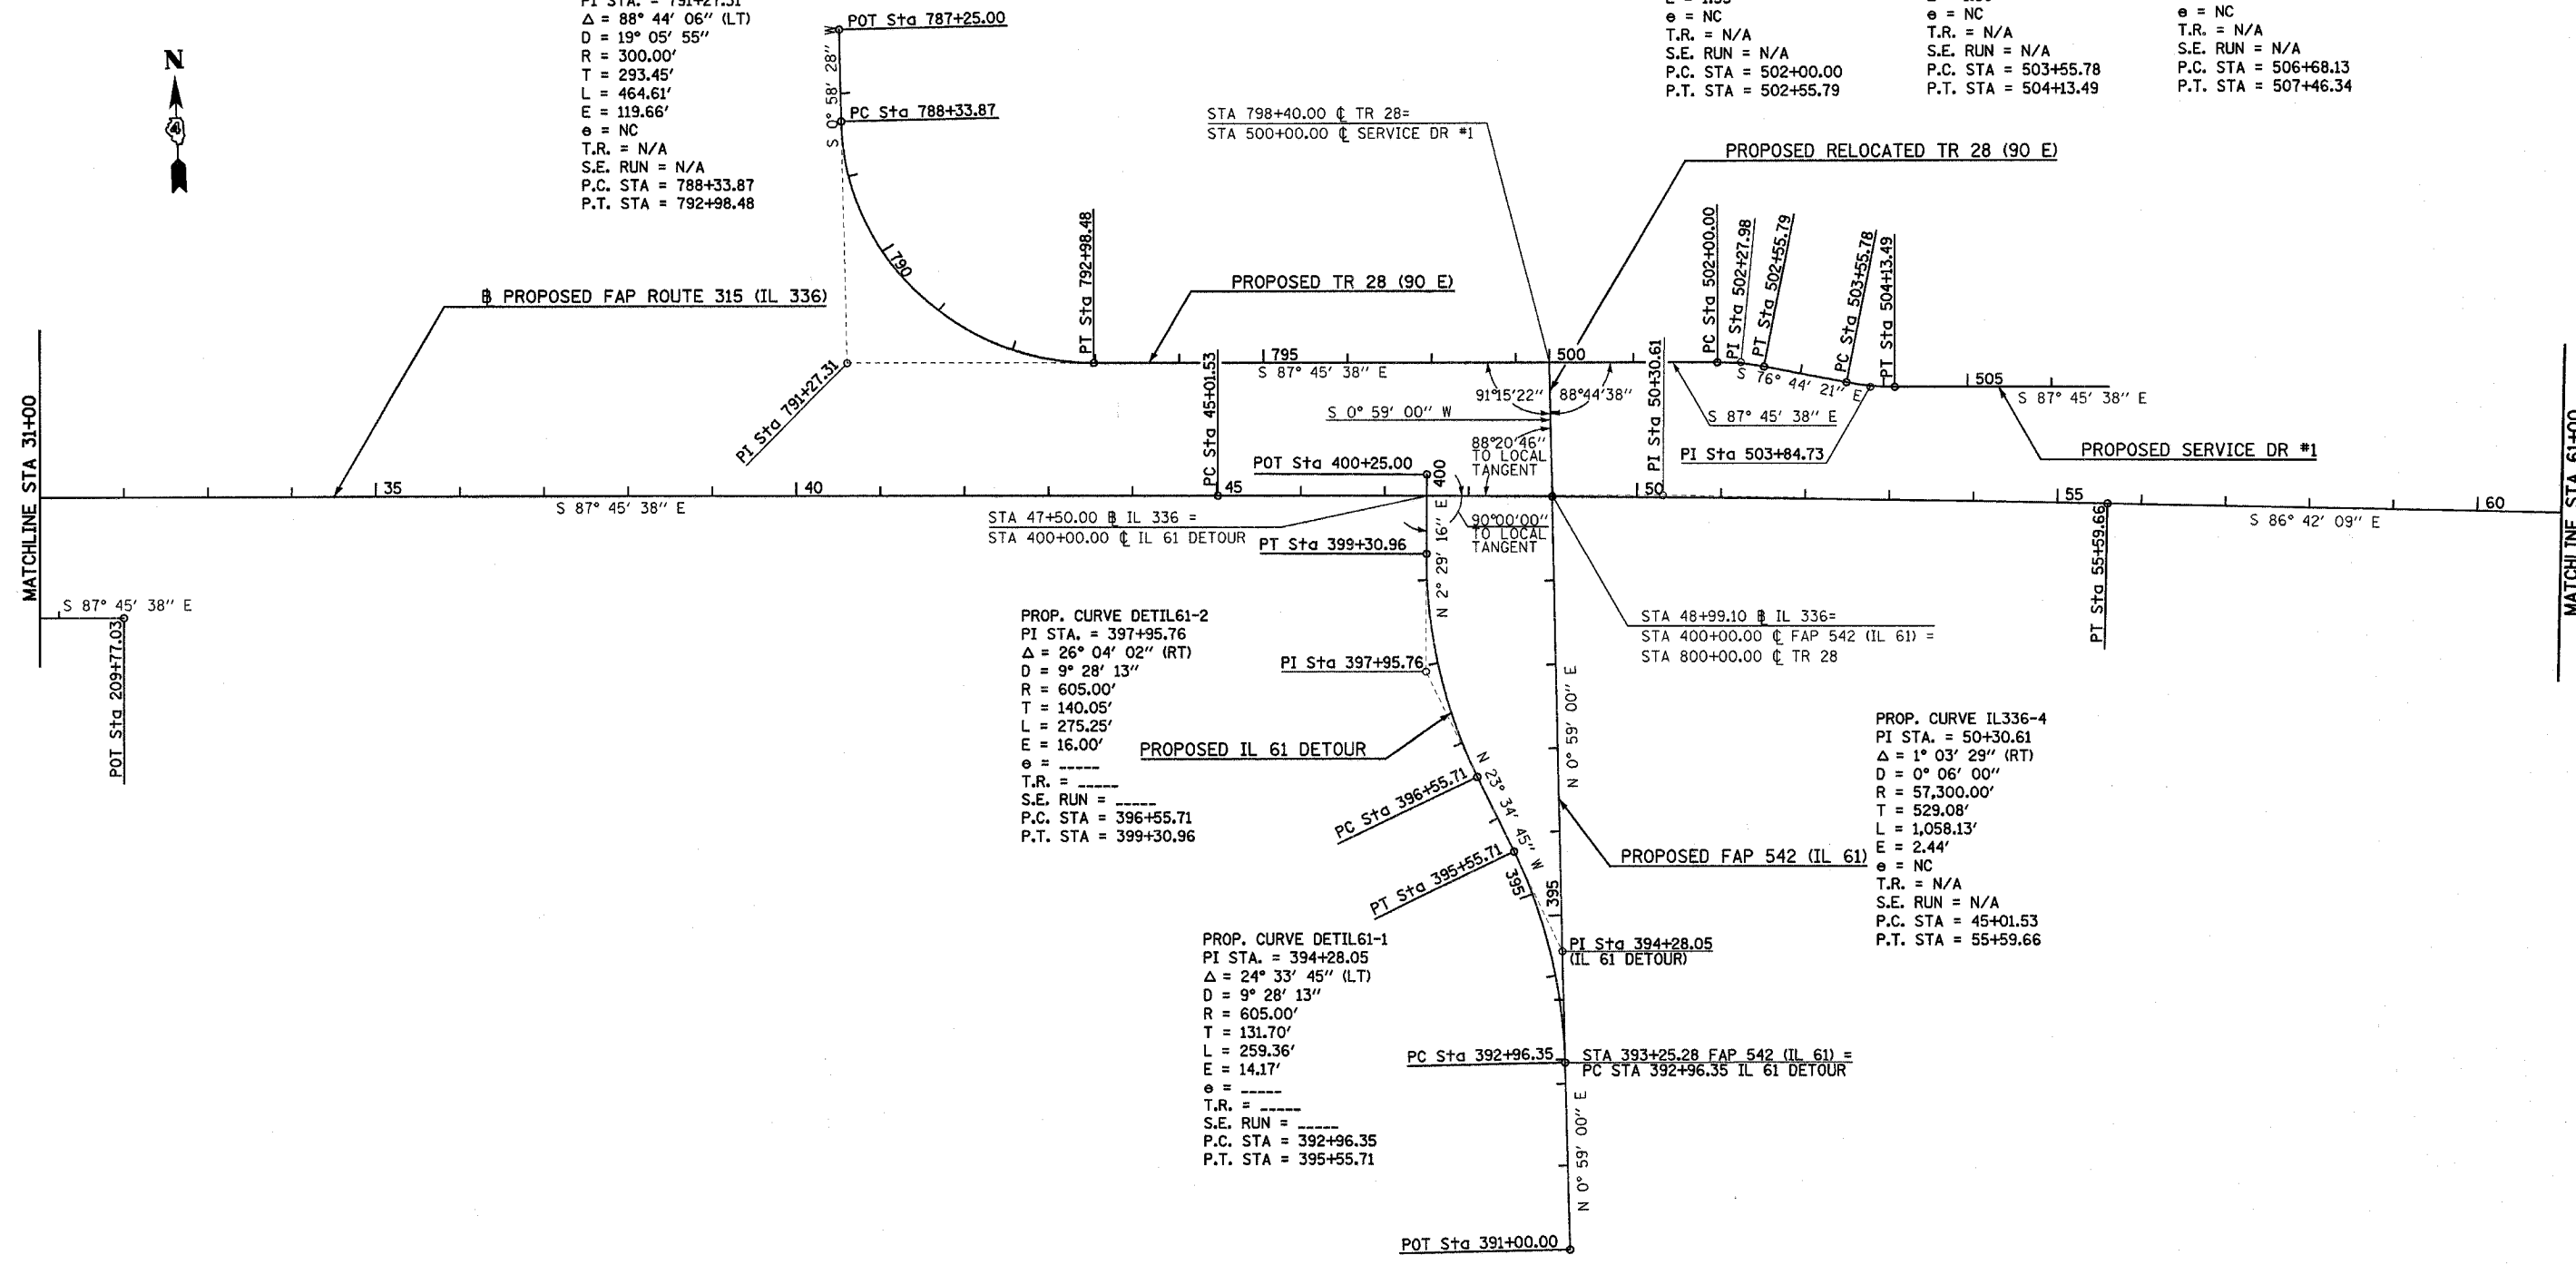 PI STA. = 791+27.31
Δ = 88° 44' 06" (LT)
D = 19° 05' 55"
R = 300.00'
T = 293.45'
L = 464.61'
E = 119.66'
e = NC
T.R. = N/A
S.E. RUN = N/A
P.C. STA = 788+33.87
P.T. STA = 792+98.48
N
4
POT Sta 787+25.00
S 0° 58' 28" W
PC Sta 788+33.87
790
PI Sta 791+27.31
PT Sta 792+98.48
e = NC
T.R. = N/A
S.E. RUN = N/A
P.C. STA = 502+00.00
P.T. STA = 502+55.79
e = NC
T.R. = N/A
S.E. RUN = N/A
P.C. STA = 503+55.78
P.T. STA = 504+13.49
e = NC
T.R. = N/A
S.E. RUN = N/A
P.C. STA = 506+68.13
P.T. STA = 507+46.34
STA 798+40.00 ℄ TR 28=
STA 500+00.00 ℄ SERVICE DR #1
PROPOSED RELOCATED TR 28 (90 E)
PROPOSED TR 28 (90 E)
PROPOSED FAP ROUTE 315 (IL 336)
MATCHLINE STA 31+00
795
S 87° 45' 38" E
500
91°15'22"
88°44'38"
S 0° 59' 00" W
88°20'46"
TO LOCAL
TANGENT
PC Sta 502+00.00
PI Sta 502+27.98
PT Sta 502+55.79
PC Sta 503+55.78
PT Sta 504+13.49
S 76° 44' 21" E
505
S 87° 45' 38" E
S 87° 45' 38" E
PI Sta 503+84.73
PROPOSED SERVICE DR #1
PC Sta 45+01.53
PI Sta 50+30.61
POT Sta 400+25.00
400
35
40
45
50
55
60
S 87° 45' 38" E
S 86° 42' 09" E
MATCHLINE STA 61+00
PT Sta 55+59.66
STA 47+50.00 IL 336 =
STA 400+00.00 ℄ IL 61 DETOUR
90°00'00"
TO LOCAL
TANGENT
PT Sta 399+30.96
N 2° 29' 16" E
S 87° 45' 38" E
POT Sta 209+77.03
PROP. CURVE DETIL61-2
PI STA. = 397+95.76
Δ = 26° 04' 02" (RT)
D = 9° 28' 13"
R = 605.00'
T = 140.05'
L = 275.25'
E = 16.00'
e = _____
T.R. = _____
S.E. RUN = _____
P.C. STA = 396+55.71
P.T. STA = 399+30.96
PI Sta 397+95.76
PROPOSED IL 61 DETOUR
STA 48+99.10 IL 336=
STA 400+00.00 ℄ FAP 542 (IL 61) =
STA 800+00.00 ℄ TR 28
N 0° 59' 00" E
PC Sta 396+55.71
N 23° 34' 45" W
PT Sta 395+55.71
395
395
PROPOSED FAP 542 (IL 61)
PROP. CURVE IL336-4
PI STA. = 50+30.61
Δ = 1° 03' 29" (RT)
D = 0° 06' 00"
R = 57,300.00'
T = 529.08'
L = 1,058.13'
E = 2.44'
e = NC
T.R. = N/A
S.E. RUN = N/A
P.C. STA = 45+01.53
P.T. STA = 55+59.66
PROP. CURVE DETIL61-1
PI STA. = 394+28.05
Δ = 24° 33' 45" (LT)
D = 9° 28' 13"
R = 605.00'
T = 131.70'
L = 259.36'
E = 14.17'
e = _____
T.R. = _____
S.E. RUN = _____
P.C. STA = 392+96.35
P.T. STA = 395+55.71
PI Sta 394+28.05
(IL 61 DETOUR)
PC Sta 392+96.35
STA 393+25.28 FAP 542 (IL 61) =
PC STA 392+96.35 IL 61 DETOUR
N 0° 59' 00" E
POT Sta 391+00.00